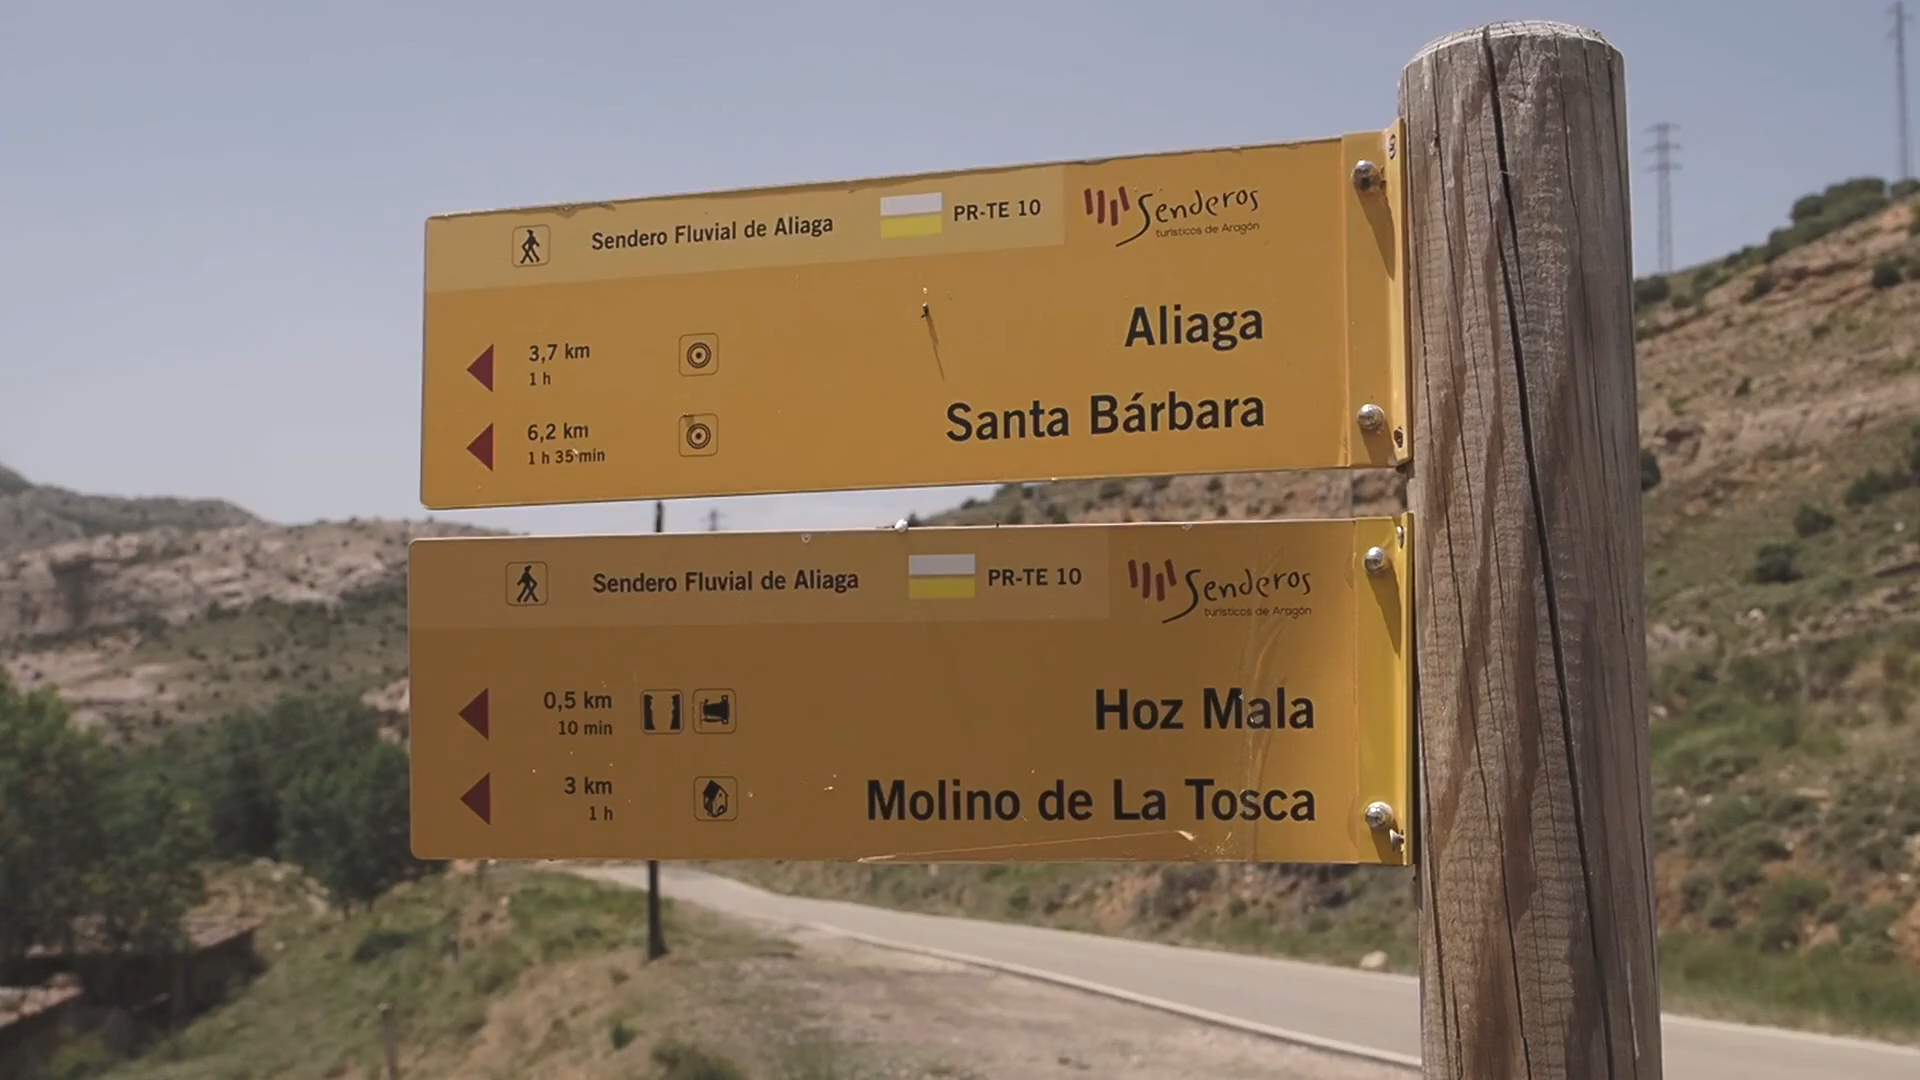 Sendero Fluvial de Aliaga PR-TE 10 Senderos
turísticos de Aragón
3,7 km Aliaga
1 h
6,2 km Santa Bárbara
1 h 35 min
Sendero Fluvial de Aliaga PR-TE 10 Senderos
turísticos de Aragón
0,5 km Hoz Mala
10 min
3 km Molino de La Tosca
1 h